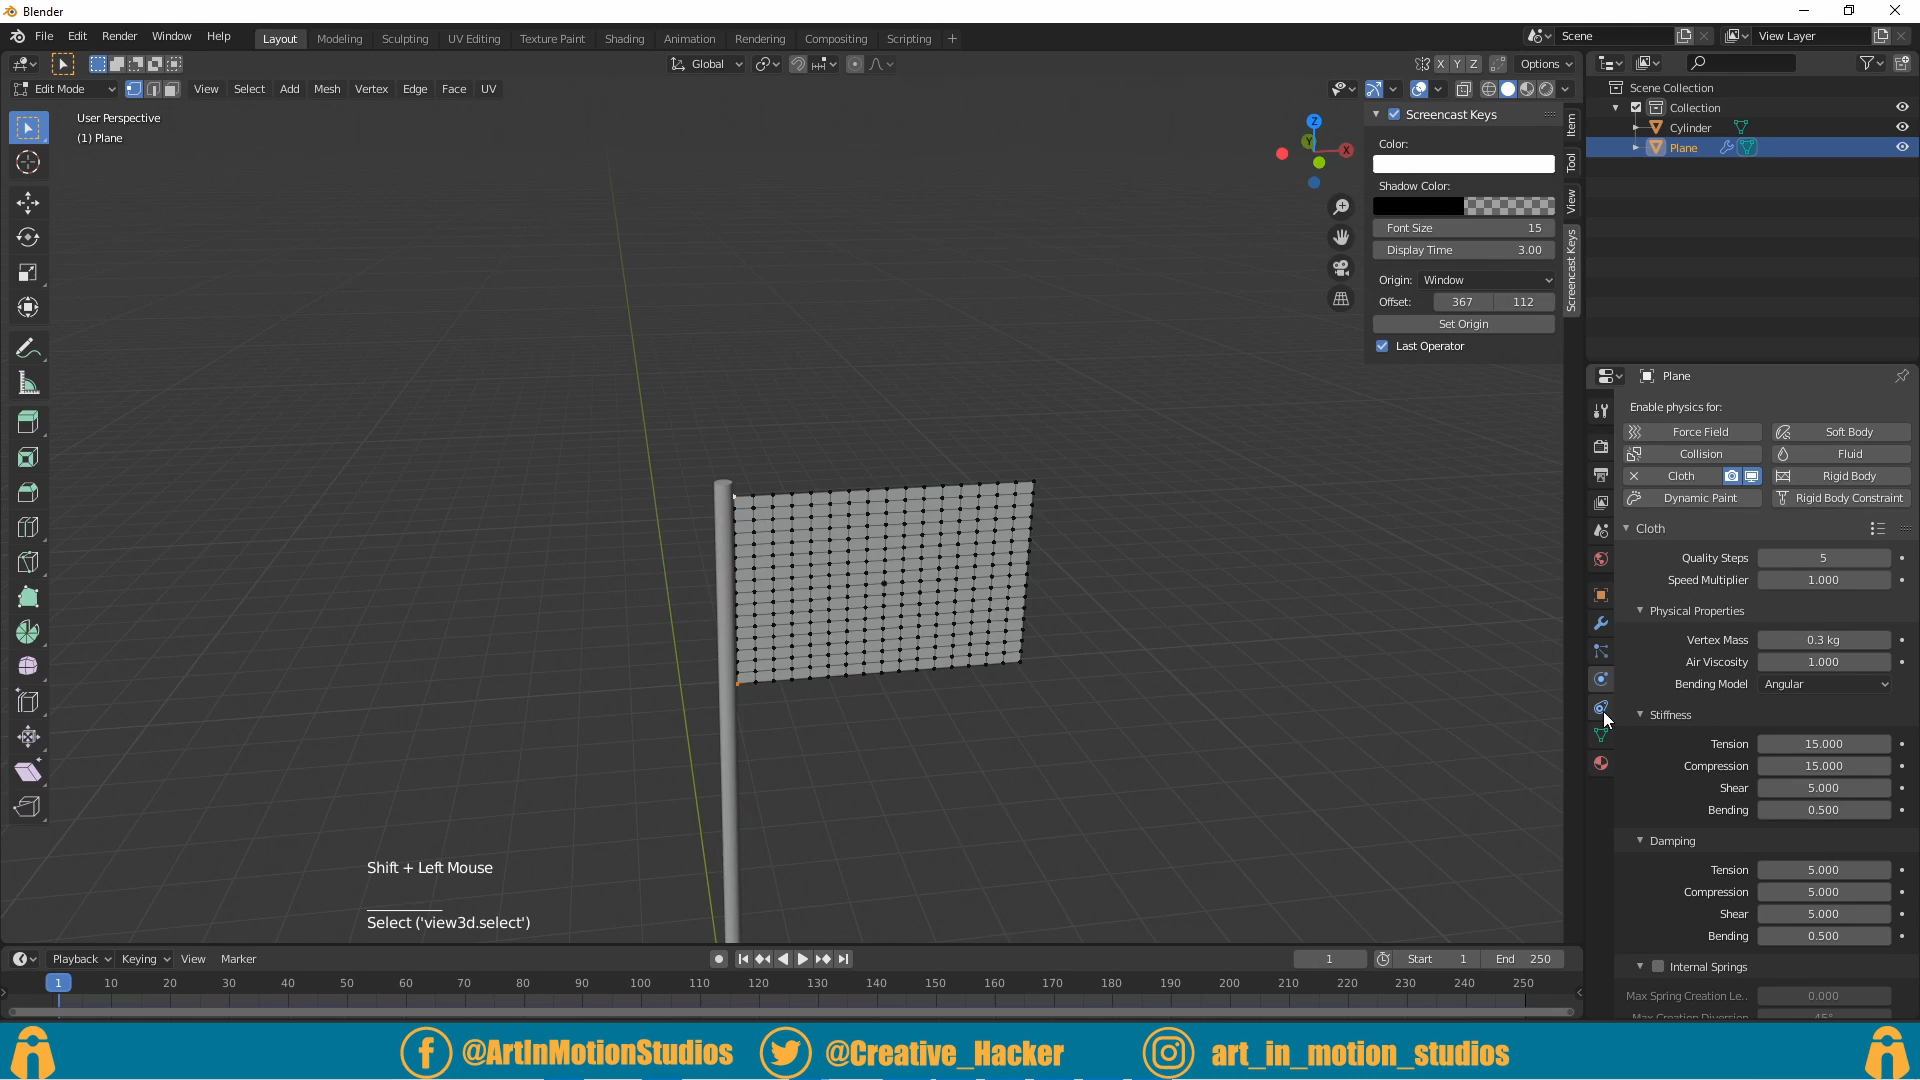 Blender
File Edit Render Window Help
Layout Modeling Sculpting UV Editing Texture Paint Shading Animation Rendering Compositing Scripting +
Scene
View Layer
Global
X Y Z
Options
Edit Mode View Select Add Mesh Vertex Edge Face UV
User Perspective
(1) Plane
Z
Y
X
Screencast Keys
Color:
Shadow Color:
Font Size 15
Display Time 3.00
Origin: Window
Offset: 367 112
Set Origin
Last Operator
Item
Tool
View
Screencast Keys
Scene Collection
Collection
Cylinder
Plane
Plane
Enable physics for:
Force Field Soft Body
Collision Fluid
Cloth Rigid Body
Dynamic Paint Rigid Body Constraint
Cloth
Quality Steps 5
Speed Multiplier 1.000
Physical Properties
Vertex Mass 0.3 kg
Air Viscosity 1.000
Bending Model Angular
Stiffness
Tension 15.000
Compression 15.000
Shear 5.000
Bending 0.500
Damping
Tension 5.000
Compression 5.000
Shear 5.000
Bending 0.500
Internal Springs
Max Spring Creation Le.. 0.000
Max Creation Diversion 45°
Shift + Left Mouse
Select ('view3d.select')
Playback Keying View Marker
1 Start 1 End 250
1 10 20 30 40 50 60 70 80 90 100 110 120 130 140 150 160 170 180 190 200 210 220 230 240 250
@ArtInMotionStudios @Creative_Hacker art_in_motion_studios